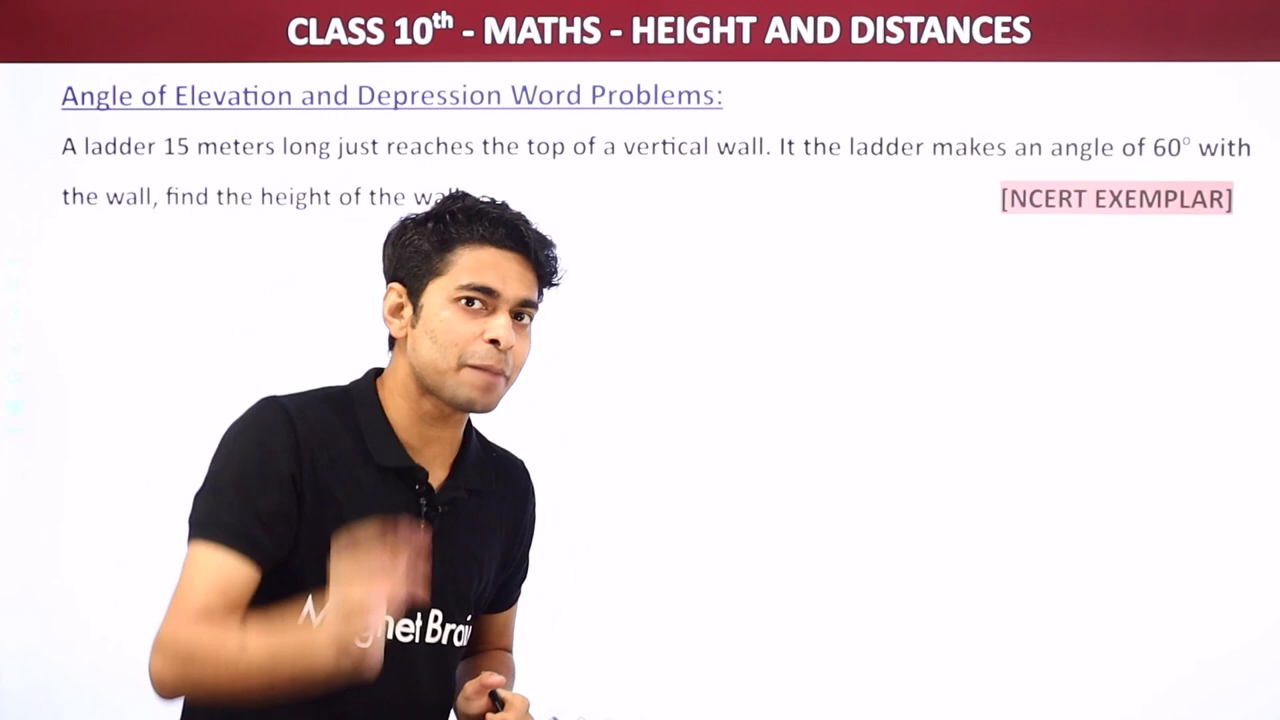 CLASS 10th - MATHS - HEIGHT AND DISTANCES
Angle of Elevation and Depression Word Problems:
A ladder 15 meters long just reaches the top of a vertical wall. It the ladder makes an angle of 60° with
the wall, find the height of the
[NCERT EXEMPLAR]